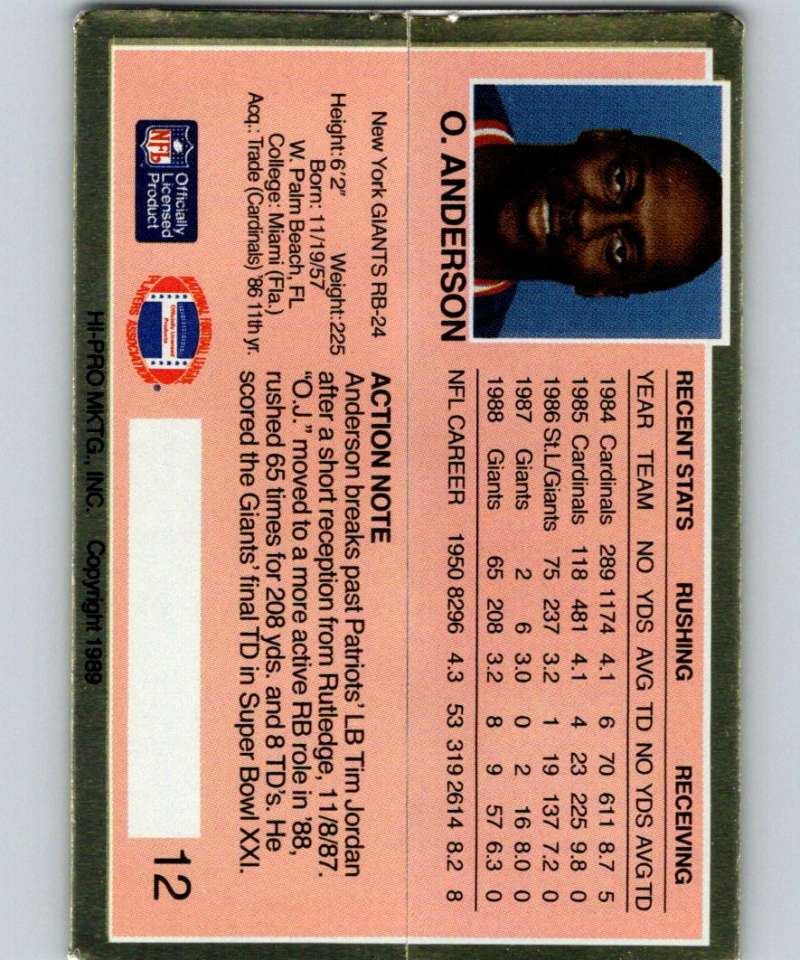 O. ANDERSON
New York GIANTS RB-24
Height: 6'2" Weight: 225
Born: 11/19/57
W. Palm Beach, FL
College: Miami (Fla.)
Acq.: Trade (Cardinals) '86 11th yr.
NFL
Officially
Licensed
Product
NATIONAL FOOTBALL LEAGUE
PLAYERS ASSOCIATION
Officially Licensed
Products
RECENT STATS RUSHING RECEIVING
YEAR TEAM NO YDS AVG TD NO YDS AVG TD
1984 Cardinals 289 1174 4.1 6 70 611 8.7 5
1985 Cardinals 118 481 4.1 4 23 225 9.8 0
1986 St.L/Giants 75 237 3.2 1 19 137 7.2 0
1987 Giants 2 6 3.0 0 2 16 8.0 0
1988 Giants 65 208 3.2 8 9 57 6.3 0
NFL CAREER 1950 8296 4.3 53 319 2614 8.2 8
ACTION NOTE
Anderson breaks past Patriots' LB Tim Jordan
after a short reception from Rutledge, 11/8/87.
"O.J." moved to a more active RB role in '88,
rushed 65 times for 208 yds. and 8 TD's. He
scored the Giants' final TD in Super Bowl XXI.
12
HI-PRO MKTG., INC. Copyright 1989